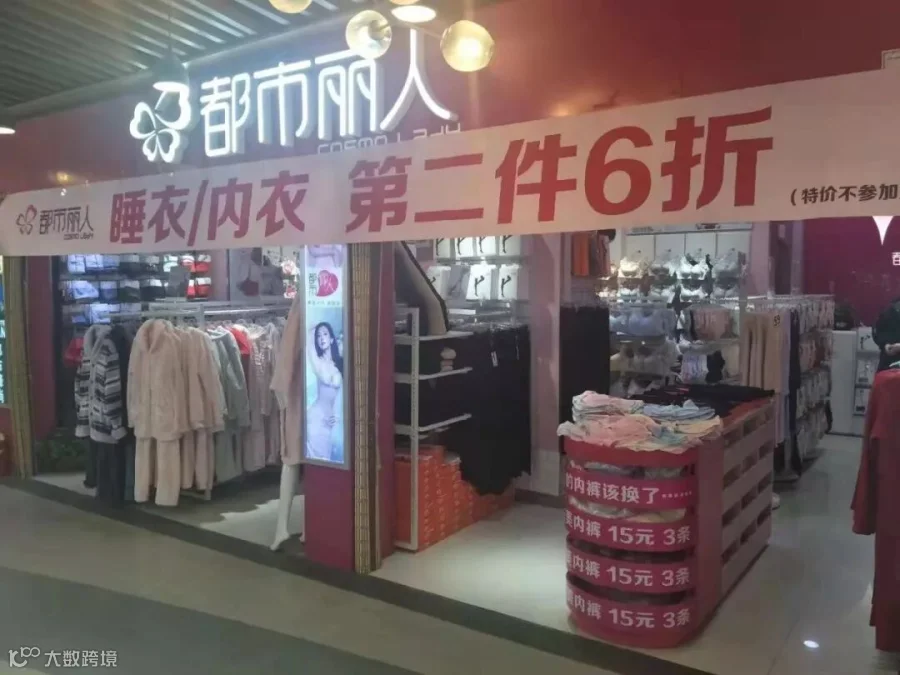 都市丽人
COSMO LADY
都市丽人
COSMO LADY
睡衣/内衣 第二件6折
(特价不参加
的内裤该换了......
内裤 15元 3条
内裤 15元 3条
内裤 15元 3条
大数跨境